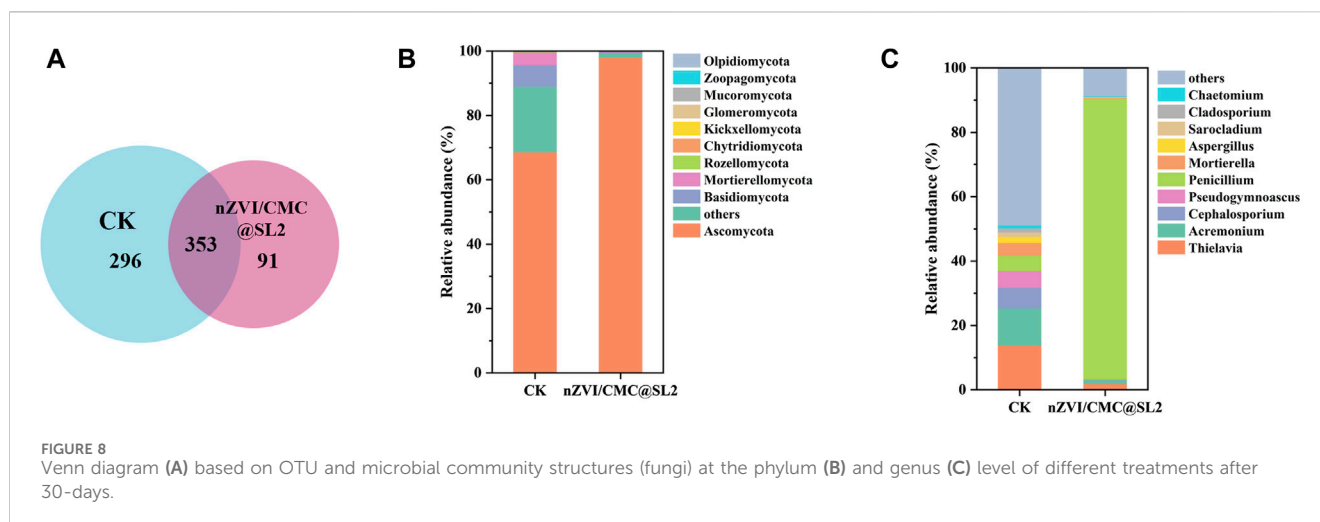 A
CK
296
353
nZVI/CMC
@SL2
91
B
Relative abundance (%)
100
80
60
40
20
0
CK
nZVI/CMC@SL2
Olpidiomycota
Zoopagomycota
Mucoromycota
Glomeromycota
Kickxellomycota
Chytridiomycota
Rozellomycota
Mortierellomycota
Basidiomycota
others
Ascomycota
C
Relative abundance (%)
100
80
60
40
20
0
CK
nZVI/CMC@SL2
others
Chaetomium
Cladosporium
Sarocladium
Aspergillus
Mortierella
Penicillium
Pseudogymnoascus
Cephalosporium
Acremonium
Thielavia
FIGURE 8
Venn diagram (A) based on OTU and microbial community structures (fungi) at the phylum (B) and genus (C) level of different treatments after
30-days.